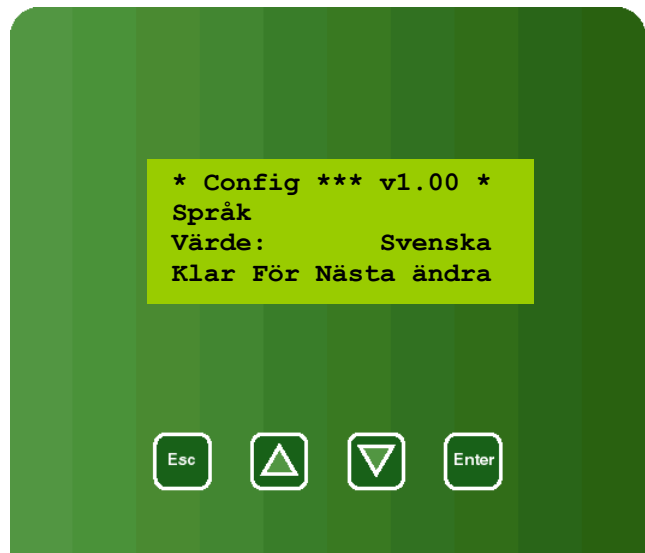 * Config *** v1.00 *
Språk
Värde: Svenska
Klar För Nästa ändra
Esc
Enter